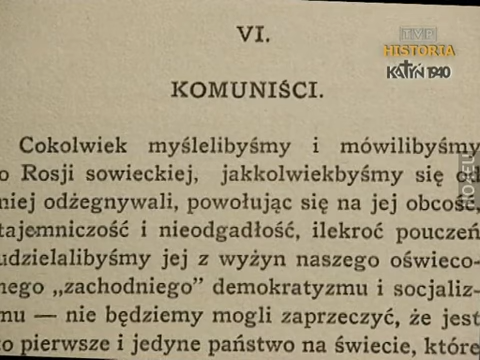 VI.
TVP
HISTORIA
KATYŃ 1940
KOMUNIŚCI.
Cokolwiek myślelibyśmy i mówilibyśmy
o Rosji sowieckiej, jakkolwiekbyśmy się od
niej odżegnywali, powołując się na jej obcość,
tajemniczość i nieodgadłość, ilekroć pouczeń
udzielalibyśmy jej z wyżyn naszego oświeco-
nego „zachodniego” demokratyzmu i socjaliz-
mu — nie będziemy mogli zaprzeczyć, że jest
to pierwsze i jedyne państwo na świecie, które